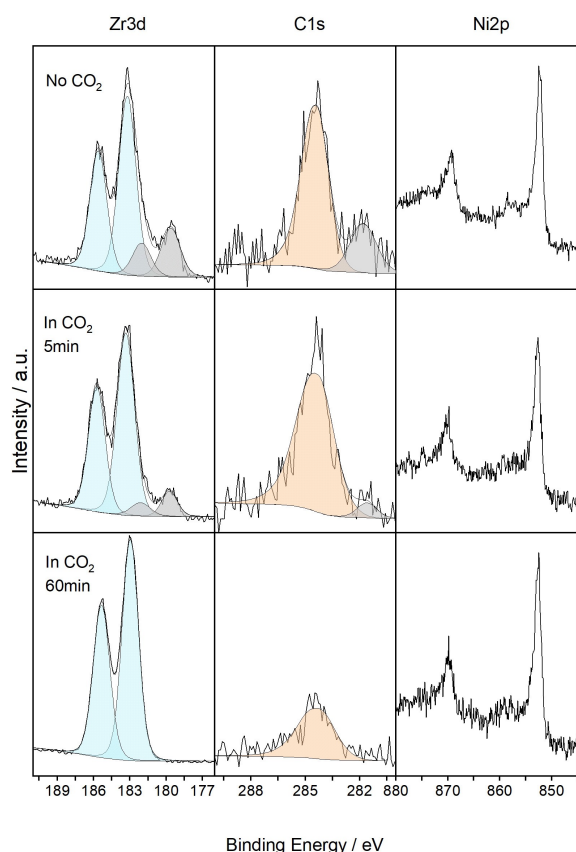 Zr3d C1s Ni2p
No CO₂
In CO₂
5min
In CO₂
60min
Intensity / a.u.
189 186 183 180 177 288 285 282 880 870 860 850
Binding Energy / eV